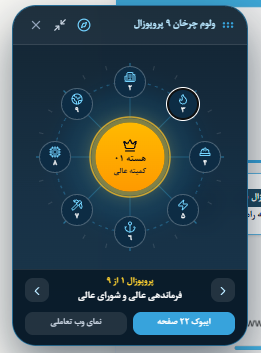 ولوم چرخان ۹ پروپوزال
۲
۹
۳
هسته ۰۱
کمیته عالی
۸
۴
۷
۵
۶
پروپوزال ۱ از ۹
فرماندهی عالی و شورای عالی
ایبوک ۲۲ صفحه
نمای وب تعاملی